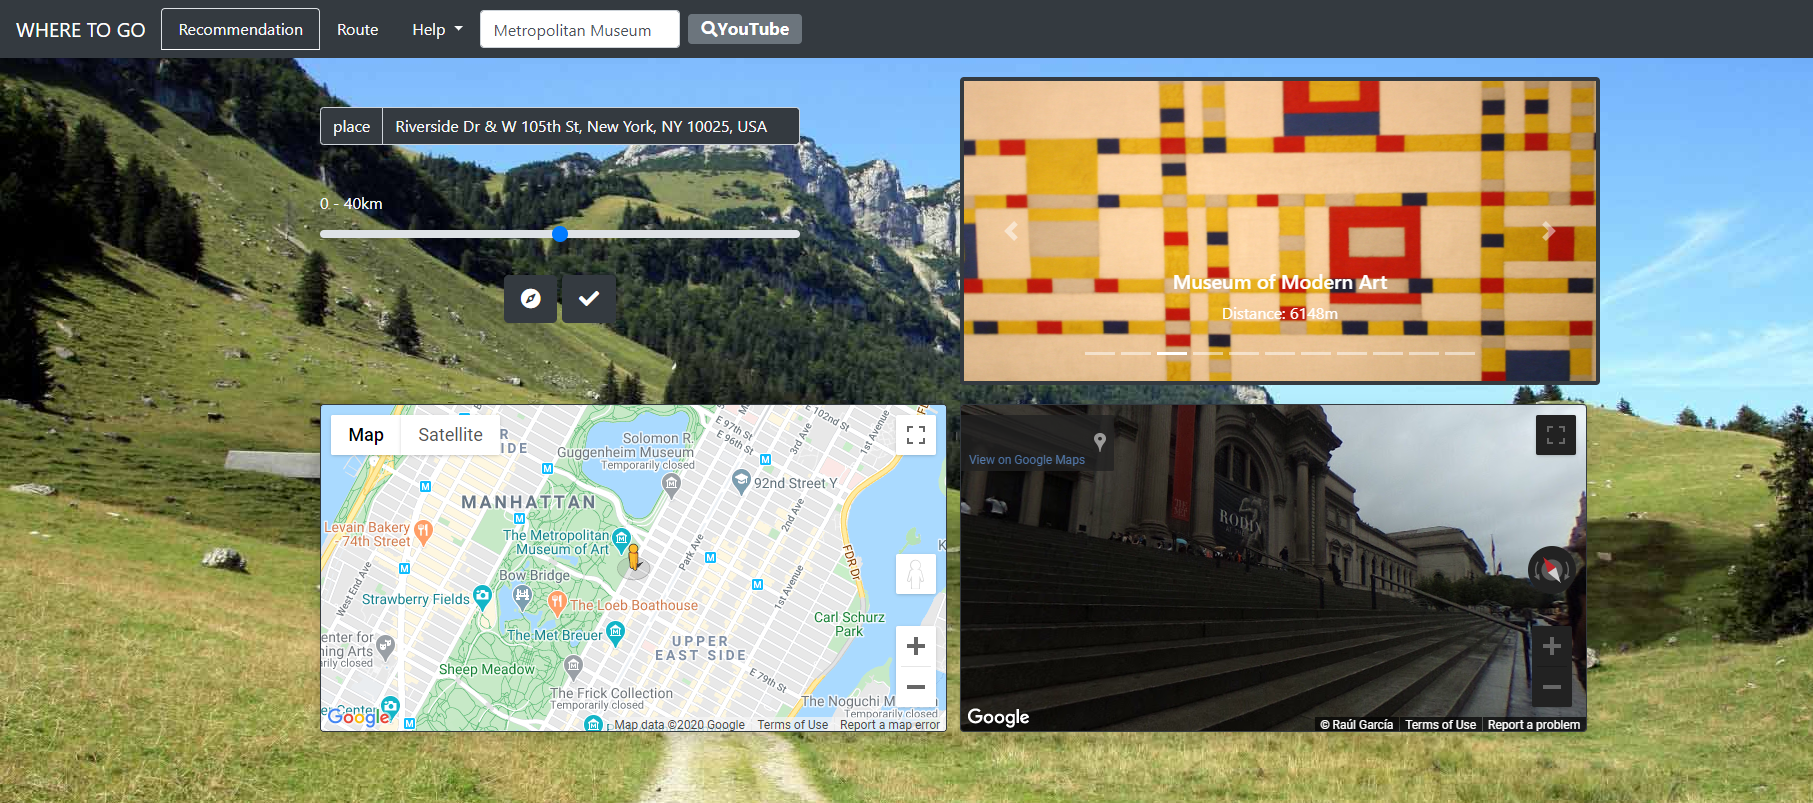 WHERE TO GO
Recommendation
Route
Help
Metropolitan Museum
YouTube
place
Riverside Dr & W 105th St, New York, NY 10025, USA
0 - 40km
Museum of Modern Art
Distance: 6148m
Map
Satellite
R
IDE
Solomon R.
Guggenheim Museum
Temporarily closed
E 102nd St
E 97th St
E 96th St
3rd Ave
1st Avenue
MANHATTAN
92nd Street Y
2nd Ave
Levain Bakery
- 74th Street
The Metropolitan
Museum of Art
Park Ave
FDR Dr
Bow Bridge
West End Ave
Strawberry Fields
The Loeb Boathouse
1st Avenue
Carl Schurz
Park
The Met Breuer
UPPER
EAST SIDE
enter for
ning Arts
arily closed
Sheep Meadow
E 79th St
The Frick Collection
Temporarily closed
The Noguchi M
Temporarily closed
er Center
Google
Map data ©2020 Google
Terms of Use
Report a map error
View on Google Maps
RODIN
Google
© Raúl García
Terms of Use
Report a problem